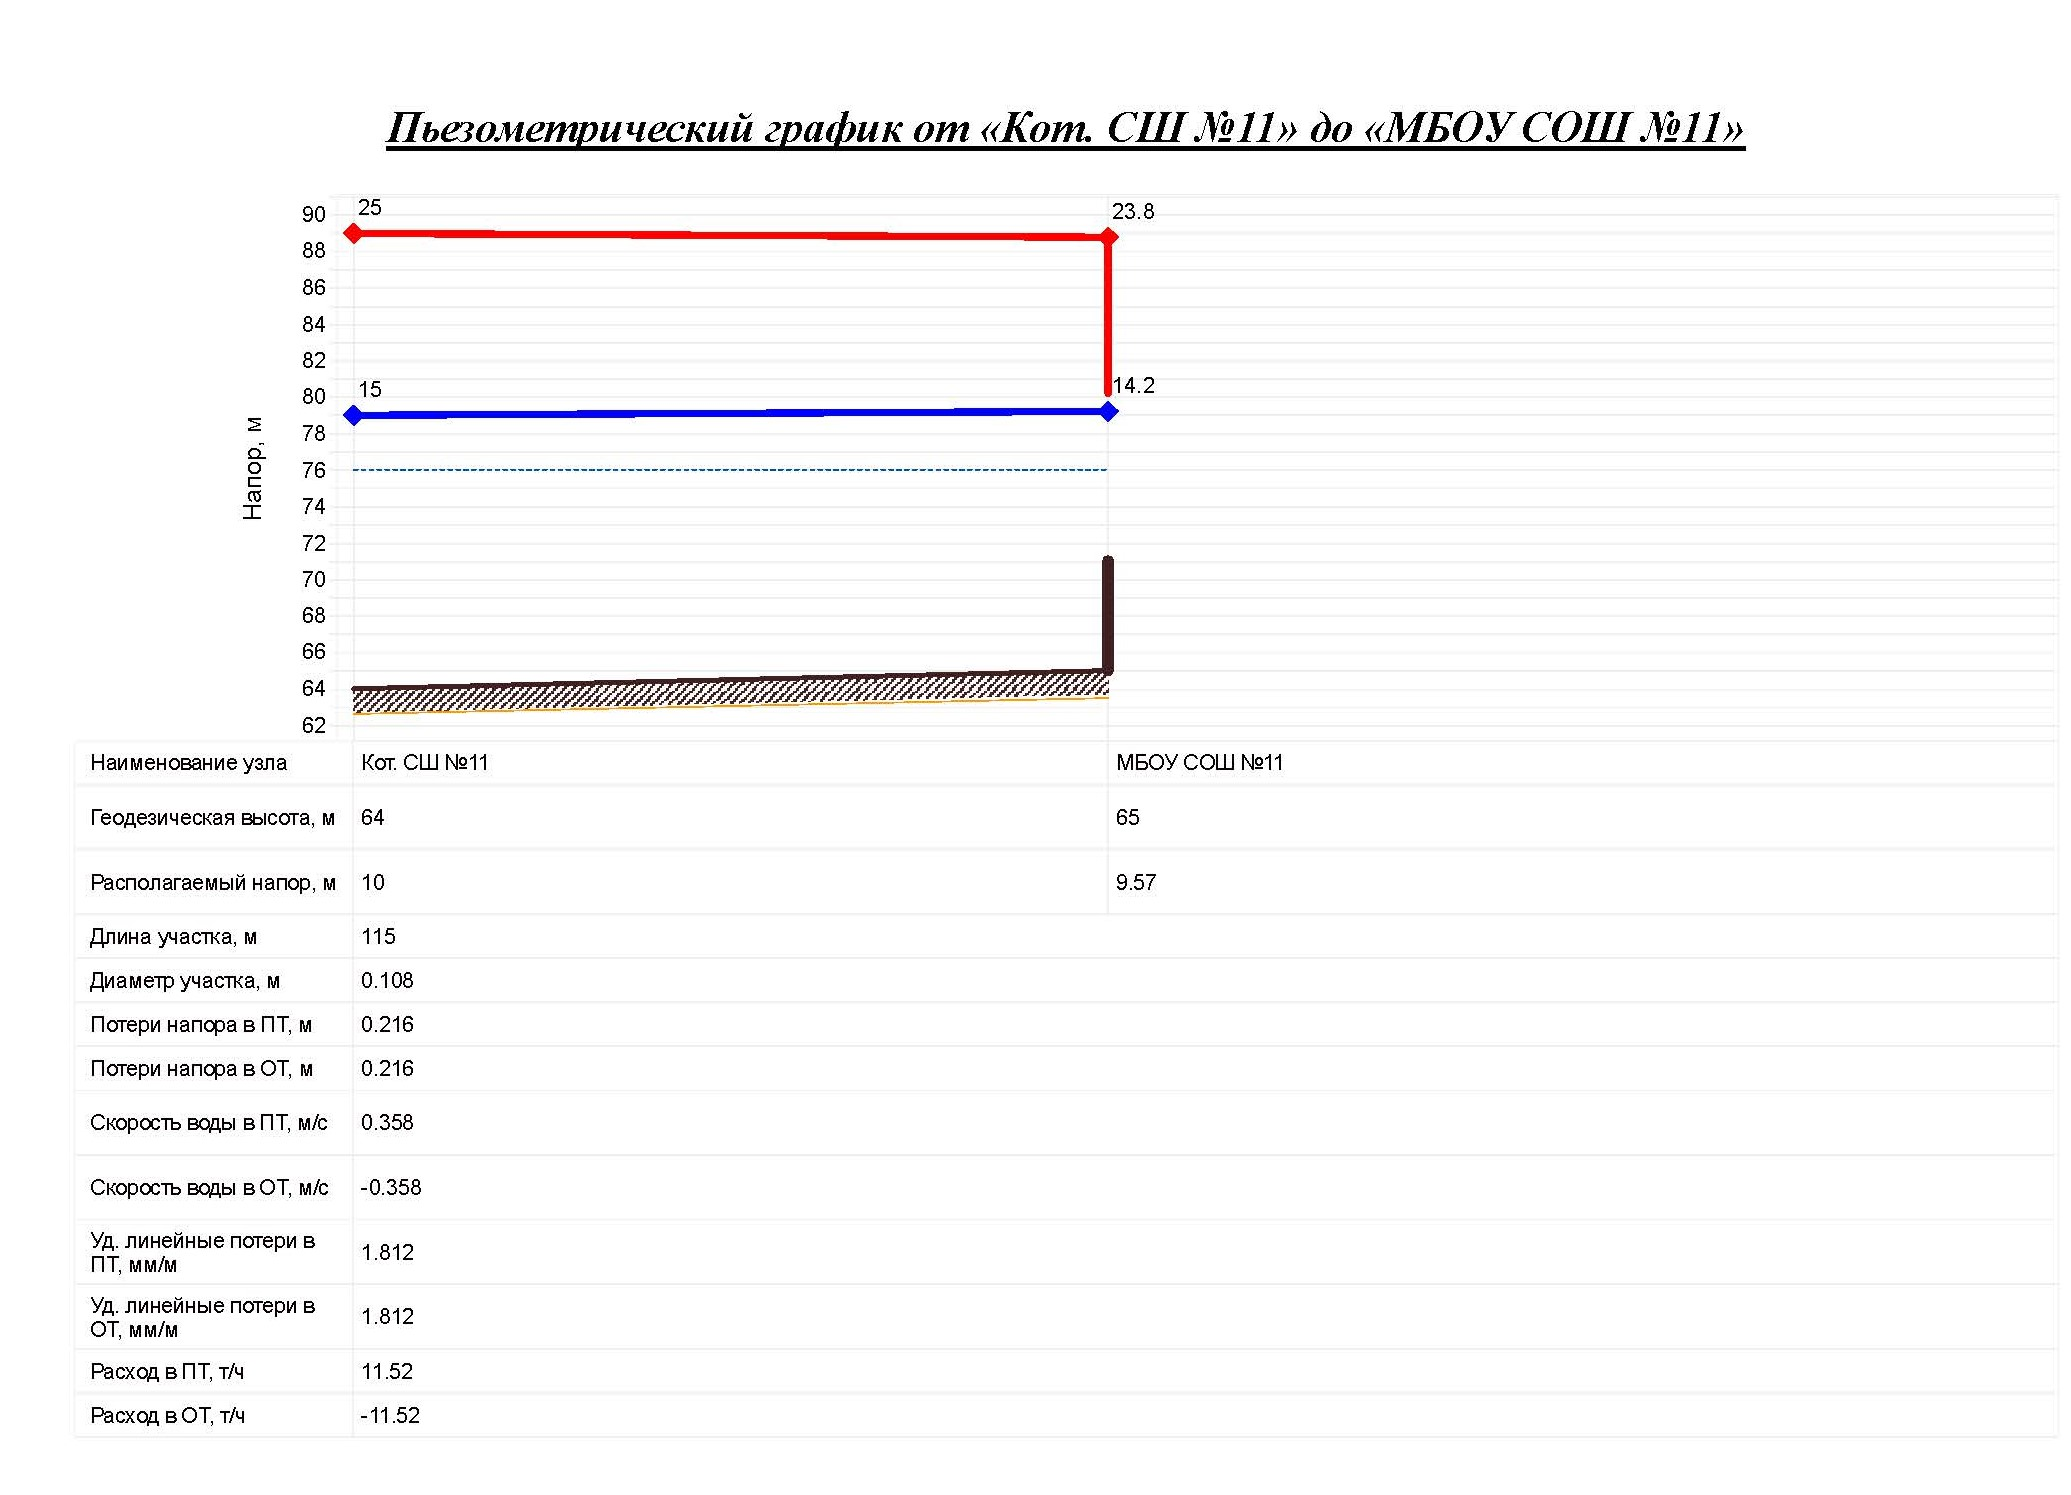 Пьезометрический график от «Кот. СШ №11» до «МБОУ СОШ №11»
25
23.8
90
88
86
84
82
15
14.2
80
78
76
74
72
70
68
66
64
62
Напор, м
Наименование узла Кот. СШ №11 МБОУ СОШ №11
Геодезическая высота, м 64 65
Располагаемый напор, м 10 9.57
Длина участка, м 115
Диаметр участка, м 0.108
Потери напора в ПТ, м 0.216
Потери напора в ОТ, м 0.216
Скорость воды в ПТ, м/с 0.358
Скорость воды в ОТ, м/с -0.358
Уд. линейные потери в
ПТ, мм/м 1.812
Уд. линейные потери в
ОТ, мм/м 1.812
Расход в ПТ, т/ч 11.52
Расход в ОТ, т/ч -11.52